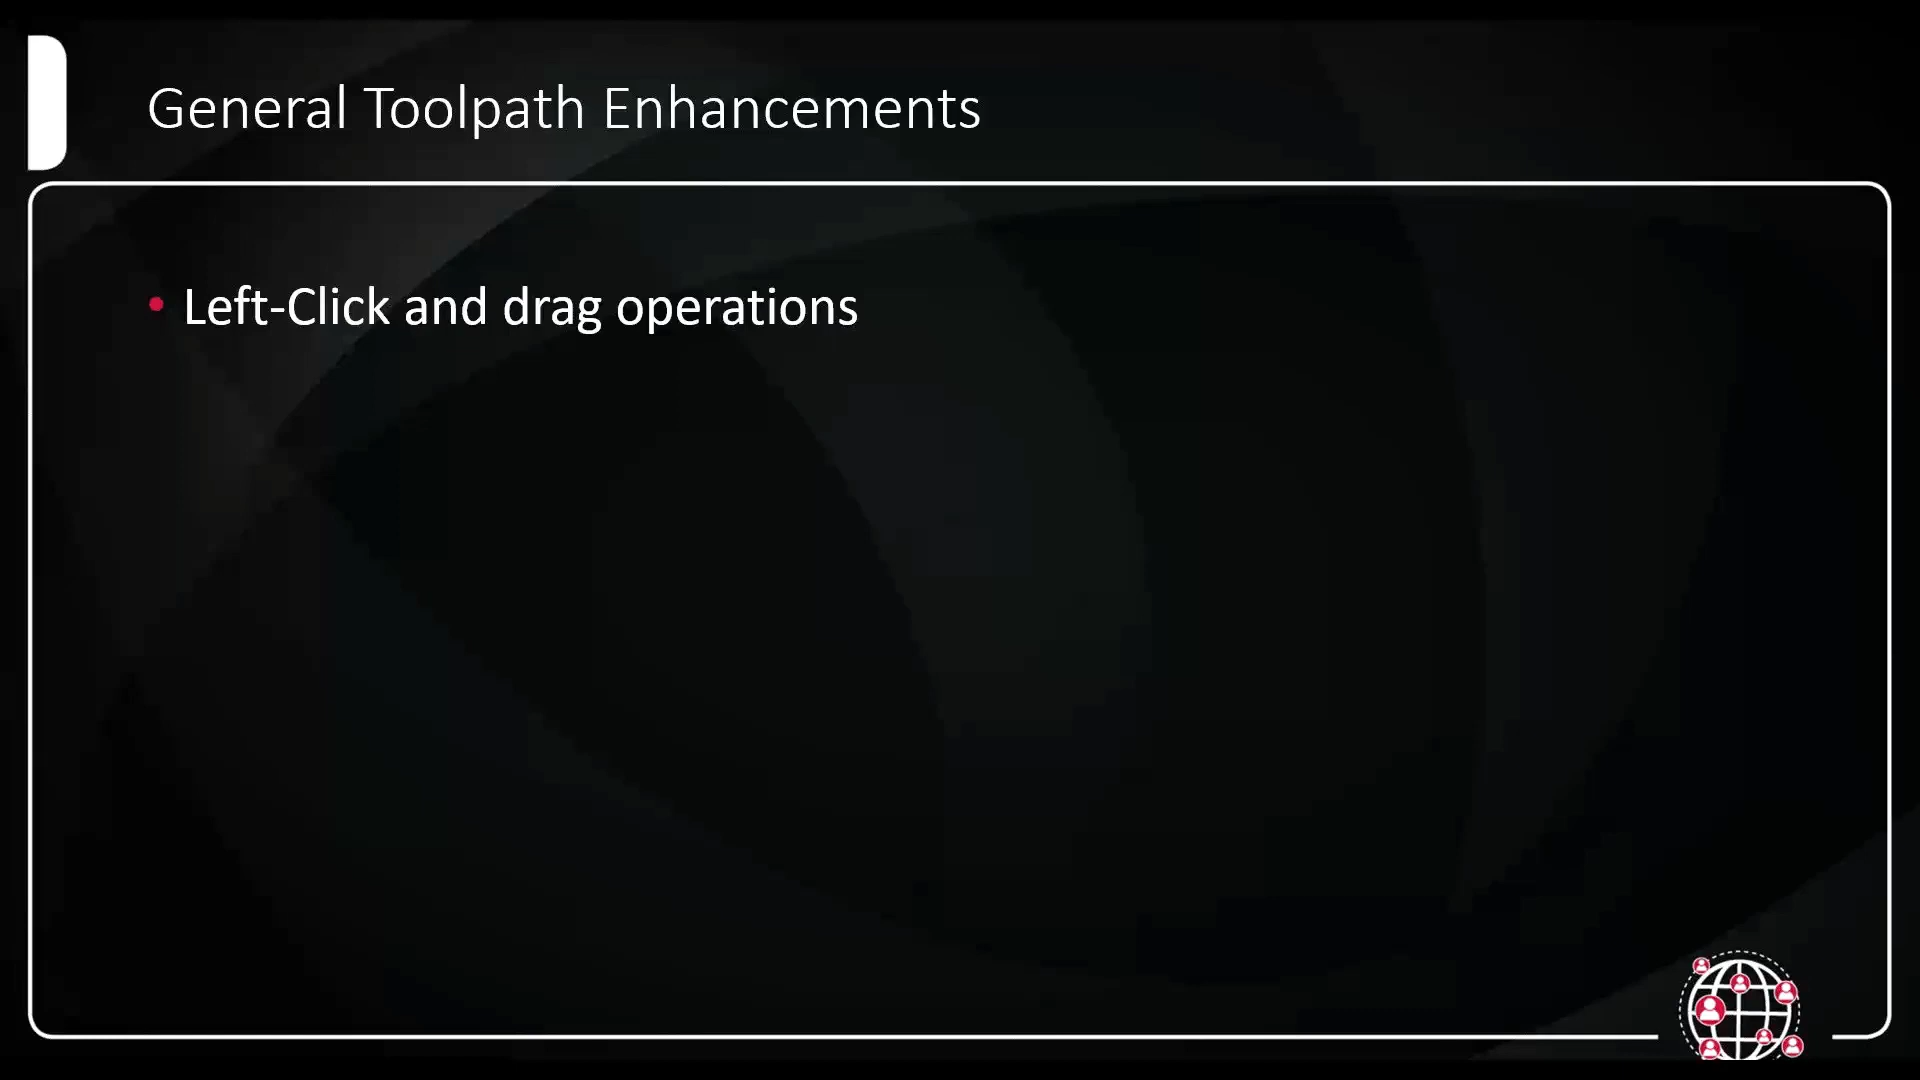 General Toolpath Enhancements
• Left-Click and drag operations